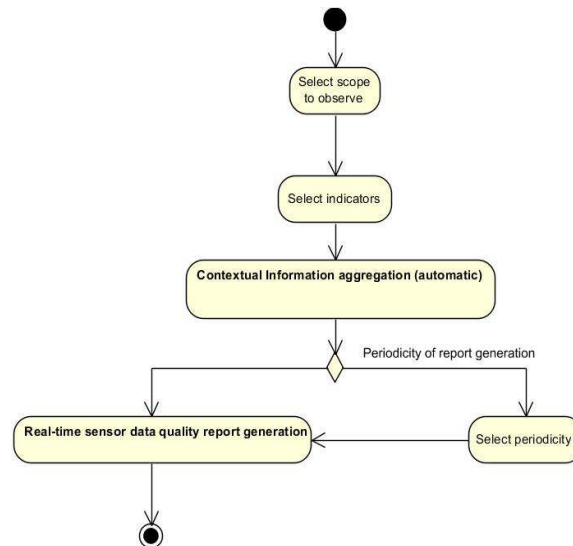 Select scope
to observe
Select indicators
Contextual Information aggregation (automatic)
Periodicity of report generation
Real-time sensor data quality report generation
Select periodicity